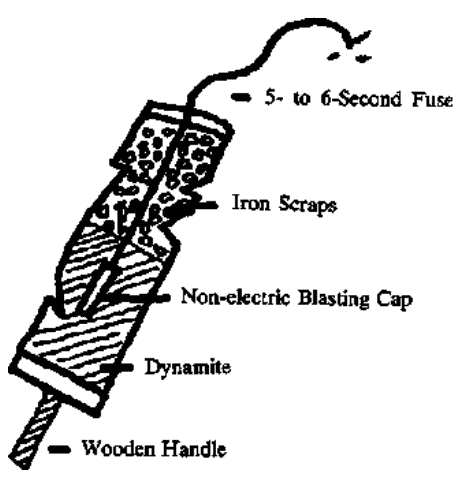 5- to 6-Second Fuse
Iron Scraps
Non-electric Blasting Cap
Dynamite
Wooden Handle